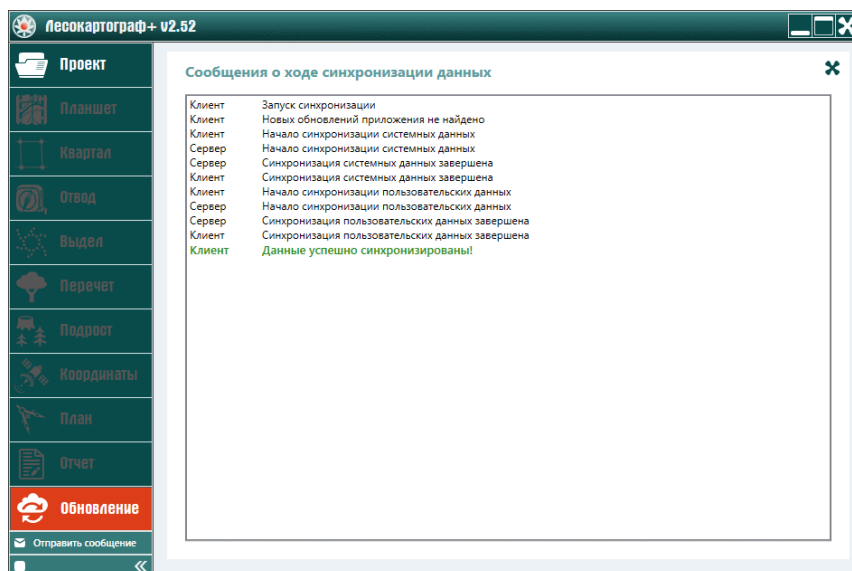 Лесокартограф+ v2.52
Проект
Планшет
Квартал
Отвод
Выдел
Перечет
Подрост
Координаты
План
Отчет
Обновление
Отправить сообщение
Сообщения о ходе синхронизации данных
Клиент Запуск синхронизации
Клиент Новых обновлений приложения не найдено
Клиент Начало синхронизации системных данных
Сервер Начало синхронизации системных данных
Сервер Синхронизация системных данных завершена
Клиент Синхронизация системных данных завершена
Клиент Начало синхронизации пользовательских данных
Сервер Начало синхронизации пользовательских данных
Сервер Синхронизация пользовательских данных завершена
Клиент Синхронизация пользовательских данных завершена
Клиент Данные успешно синхронизированы!